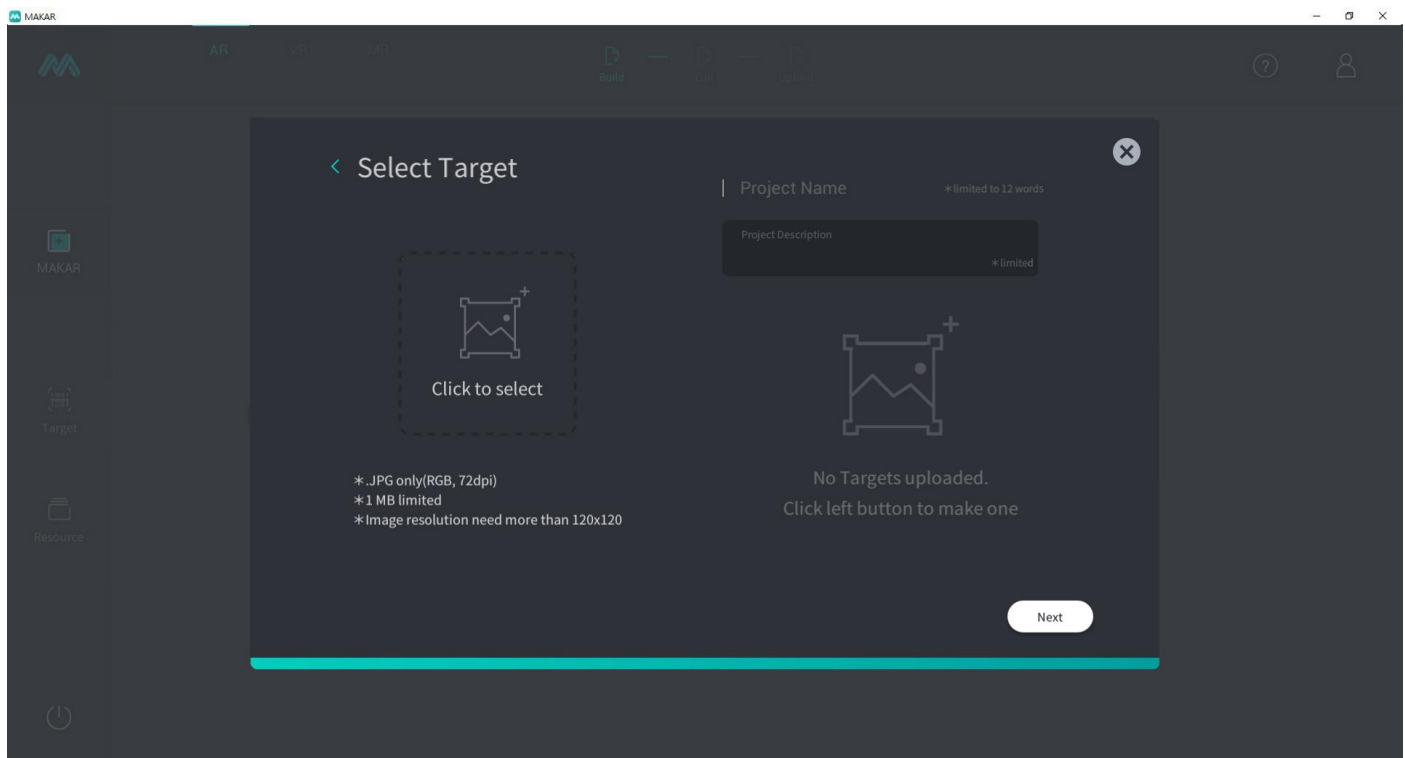 MAKAR
AR
VR
MR
Build
Edit
Upload
Select Target
Project Name
*limited to 12 words
Project Description
*limited
MAKAR
Click to select
Target
*.JPG only(RGB, 72dpi)
*1 MB limited
*Image resolution need more than 120x120
No Targets uploaded.
Click left button to make one
Resource
Next